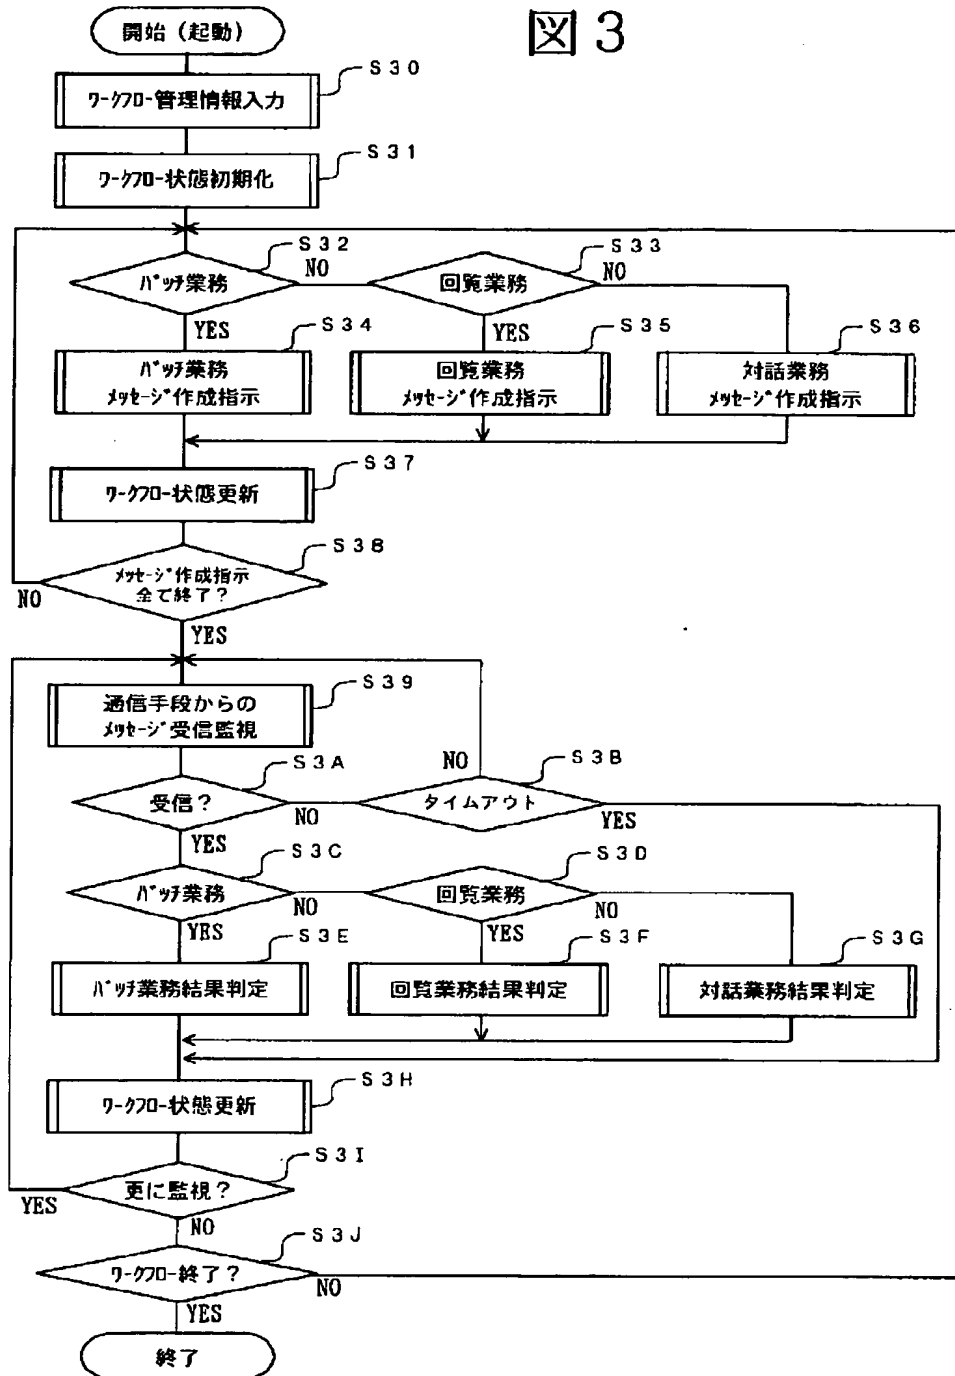 図3
開始（起動）
S30
ワークフロー管理情報入力
S31
ワークフロー状態初期化
S32
バッチ業務
NO
YES
S33
回覧業務
NO
YES
S34
バッチ業務
メッセージ作成指示
S35
回覧業務
メッセージ作成指示
S36
対話業務
メッセージ作成指示
S37
ワークフロー状態更新
S38
メッセージ作成指示
全て終了？
NO
YES
S39
通信手段からの
メッセージ受信監視
S3A
受信？
NO
YES
S3B
タイムアウト
NO
YES
S3C
バッチ業務
NO
YES
S3D
回覧業務
NO
YES
S3E
バッチ業務結果判定
S3F
回覧業務結果判定
S3G
対話業務結果判定
S3H
ワークフロー状態更新
S3I
更に監視？
YES
NO
S3J
ワークフロー終了？
NO
YES
終了